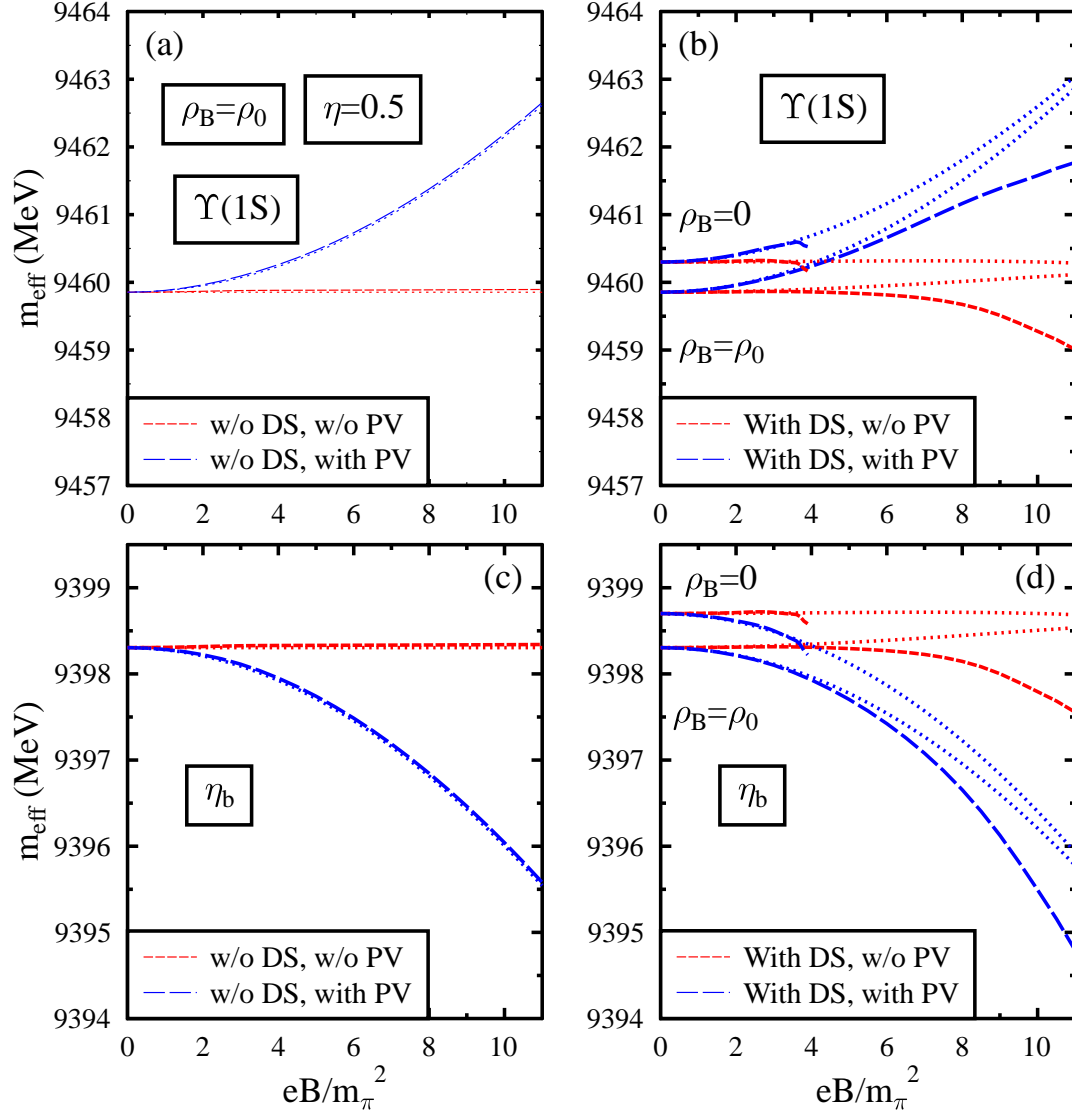 9464
9463
9462
9461
9460
9459
9458
9457
m_eff (MeV)
(a)
ρ_B=ρ_0
η=0.5
ϒ(1S)
w/o DS, w/o PV
w/o DS, with PV
0 2 4 6 8 10
9464
9463
9462
9461
9460
9459
9458
9457
(b)
ϒ(1S)
ρ_B=0
ρ_B=ρ_0
With DS, w/o PV
With DS, with PV
0 2 4 6 8 10
9399
9398
9397
9396
9395
9394
m_eff (MeV)
(c)
η_b
w/o DS, w/o PV
w/o DS, with PV
0 2 4 6 8 10
eB/m_π^2
9399
9398
9397
9396
9395
9394
ρ_B=0
(d)
ρ_B=ρ_0
η_b
With DS, w/o PV
With DS, with PV
0 2 4 6 8 10
eB/m_π^2